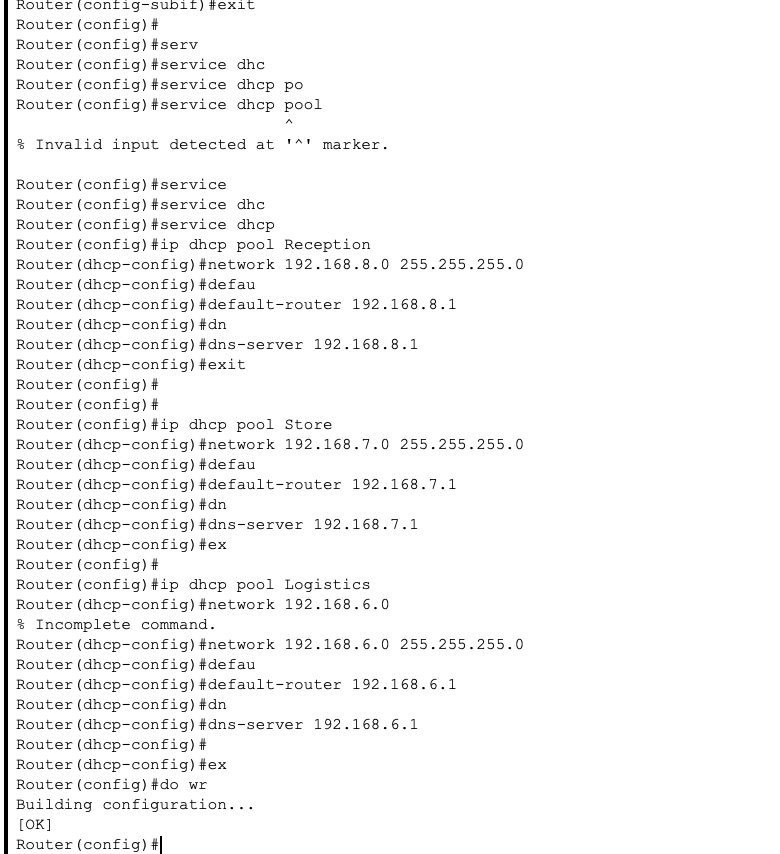 Router(config-subif)#exit
Router(config)#
Router(config)#serv
Router(config)#service dhc
Router(config)#service dhcp po
Router(config)#service dhcp pool
^
% Invalid input detected at '^' marker.
Router(config)#service
Router(config)#service dhc
Router(config)#service dhcp
Router(config)#ip dhcp pool Reception
Router(dhcp-config)#network 192.168.8.0 255.255.255.0
Router(dhcp-config)#defau
Router(dhcp-config)#default-router 192.168.8.1
Router(dhcp-config)#dn
Router(dhcp-config)#dns-server 192.168.8.1
Router(dhcp-config)#exit
Router(config)#
Router(config)#
Router(config)#ip dhcp pool Store
Router(dhcp-config)#network 192.168.7.0 255.255.255.0
Router(dhcp-config)#defau
Router(dhcp-config)#default-router 192.168.7.1
Router(dhcp-config)#dn
Router(dhcp-config)#dns-server 192.168.7.1
Router(dhcp-config)#ex
Router(config)#
Router(config)#ip dhcp pool Logistics
Router(dhcp-config)#network 192.168.6.0
% Incomplete command.
Router(dhcp-config)#network 192.168.6.0 255.255.255.0
Router(dhcp-config)#defau
Router(dhcp-config)#default-router 192.168.6.1
Router(dhcp-config)#dn
Router(dhcp-config)#dns-server 192.168.6.1
Router(dhcp-config)#
Router(dhcp-config)#ex
Router(config)#do wr
Building configuration...
[OK]
Router(config)#